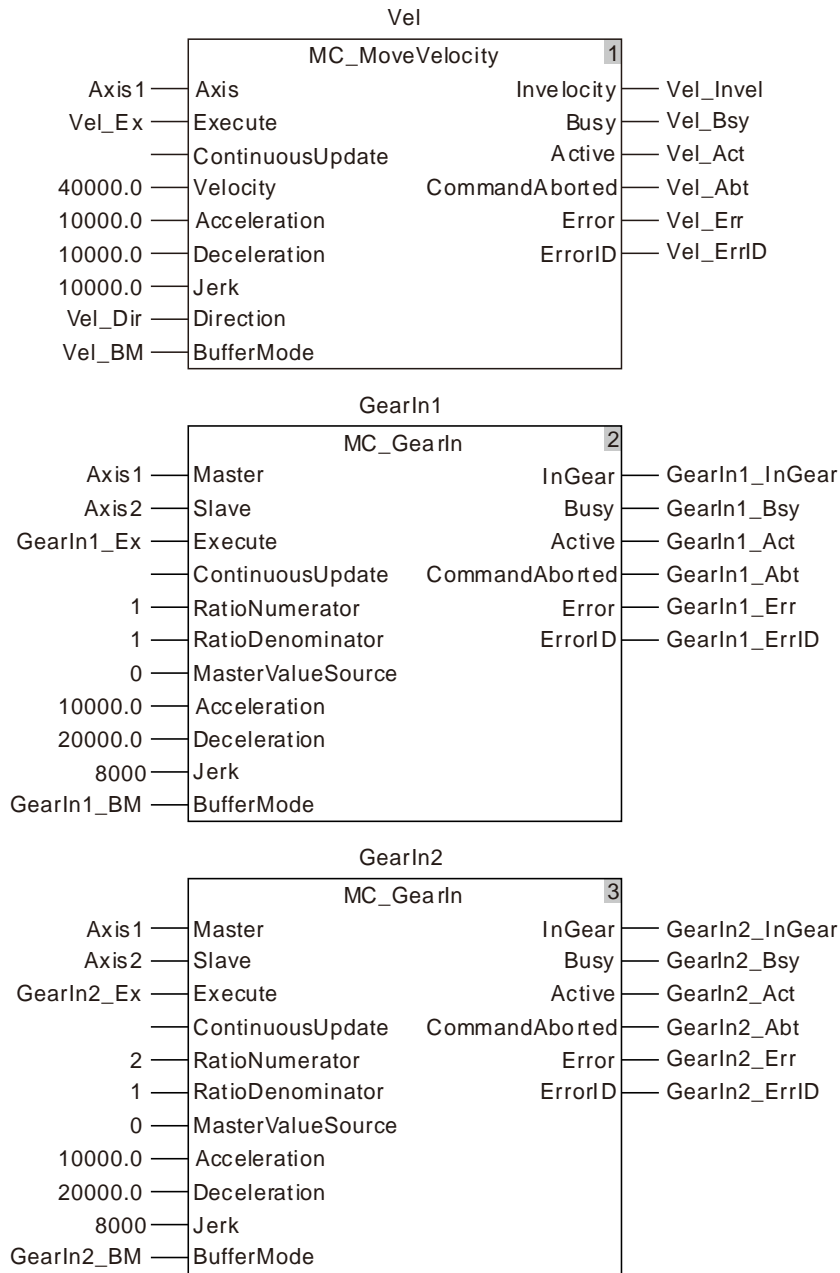 Vel
MC_MoveVelocity 1
Axis1 Axis Invelocity Vel_Invel
Vel_Ex Execute Busy Vel_Bsy
ContinuousUpdate Active Vel_Act
40000.0 Velocity CommandAborted Vel_Abt
10000.0 Acceleration Error Vel_Err
10000.0 Deceleration ErrorID Vel_ErrID
10000.0 Jerk
Vel_Dir Direction
Vel_BM BufferMode
GearIn1
MC_GearIn 2
Axis1 Master InGear GearIn1_InGear
Axis2 Slave Busy GearIn1_Bsy
GearIn1_Ex Execute Active GearIn1_Act
ContinuousUpdate CommandAborted GearIn1_Abt
1 RatioNumerator Error GearIn1_Err
1 RatioDenominator ErrorID GearIn1_ErrID
0 MasterValueSource
10000.0 Acceleration
20000.0 Deceleration
8000 Jerk
GearIn1_BM BufferMode
GearIn2
MC_GearIn 3
Axis1 Master InGear GearIn2_InGear
Axis2 Slave Busy GearIn2_Bsy
GearIn2_Ex Execute Active GearIn2_Act
ContinuousUpdate CommandAborted GearIn2_Abt
2 RatioNumerator Error GearIn2_Err
1 RatioDenominator ErrorID GearIn2_ErrID
0 MasterValueSource
10000.0 Acceleration
20000.0 Deceleration
8000 Jerk
GearIn2_BM BufferMode